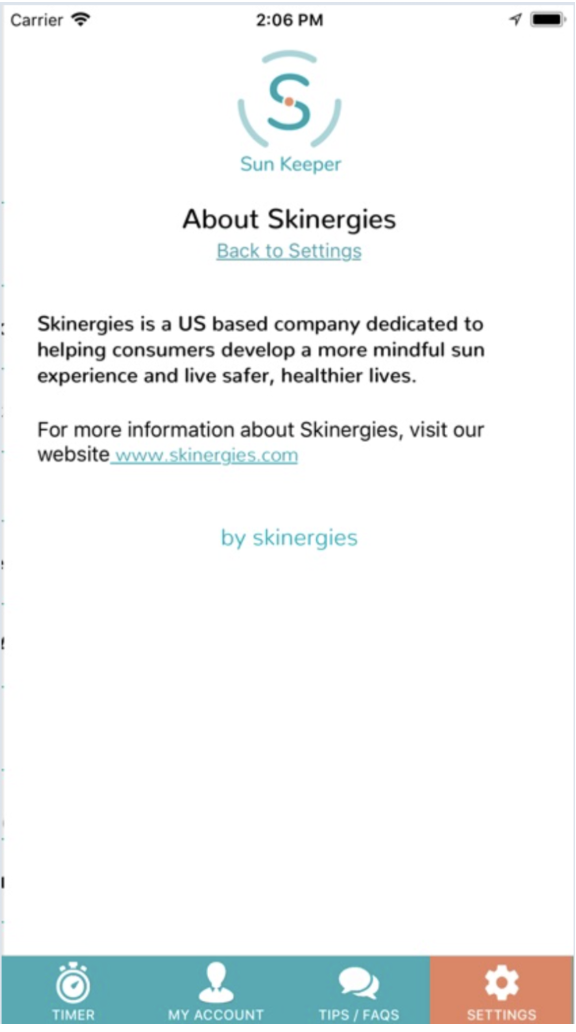 Carrier 2:06 PM
Sun Keeper
About Skinergies
Back to Settings
Skinergies is a US based company dedicated to
helping consumers develop a more mindful sun
experience and live safer, healthier lives.
For more information about Skinergies, visit our
website www.skinergies.com
by skinergies
TIMER MY ACCOUNT TIPS / FAQS SETTINGS